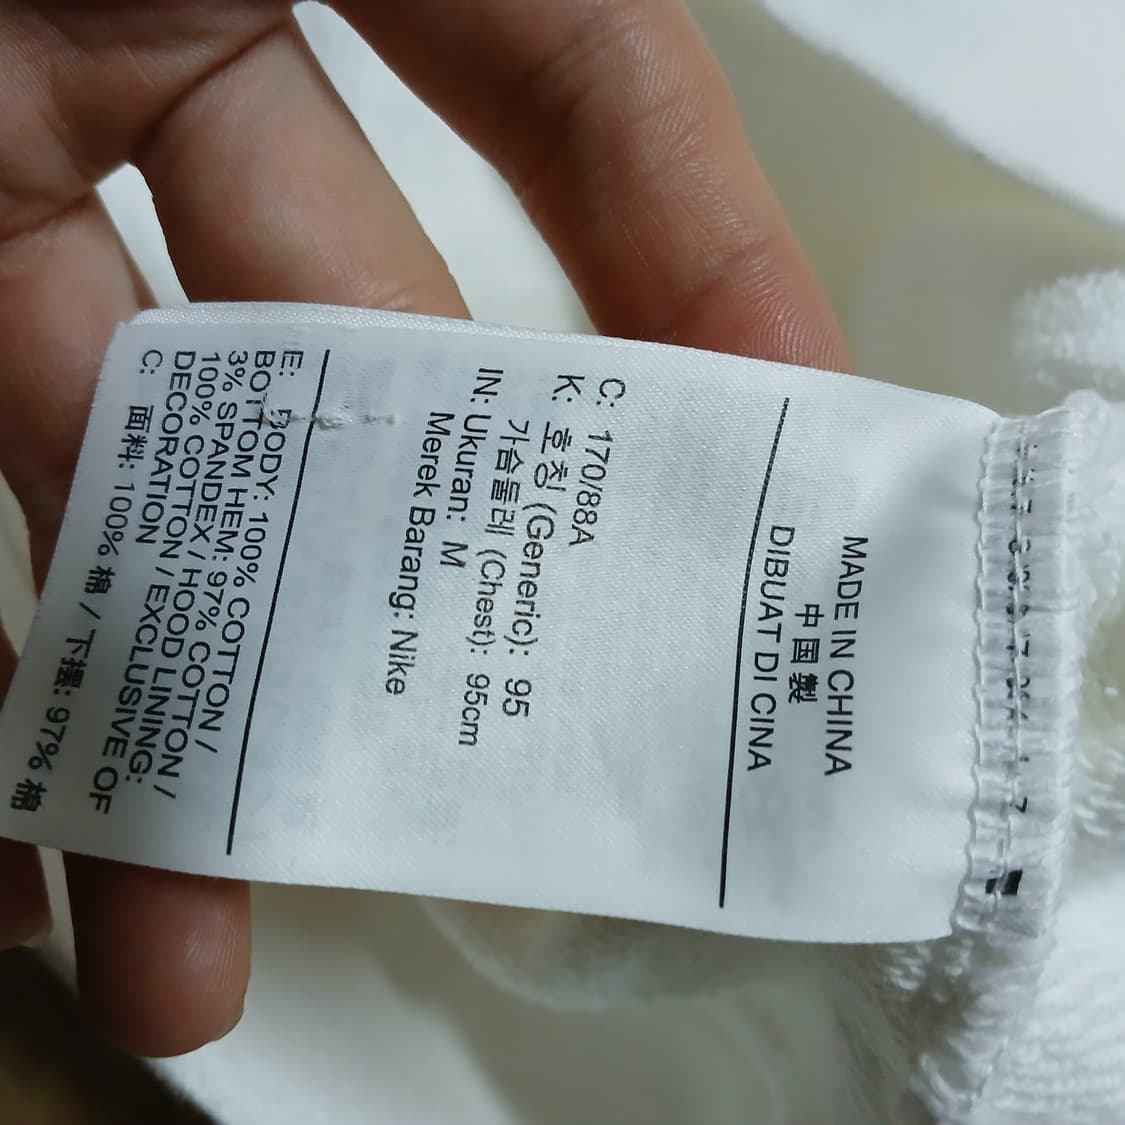 MADE IN CHINA
中国製
DIBUAT DI CINA
C: 170/88A
K: 호칭 (Generic): 95
가슴둘레 (Chest): 95cm
IN: Ukuran: M
Merek Barang: Nike
E: BODY: 100% COTTON /
BOTTOM HEM: 97% COTTON /
3% SPANDEX / HOOD LINING:
100% COTTON / EXCLUSIVE OF
DECORATION
C: 面料: 100% 棉 / 下摆: 97% 棉